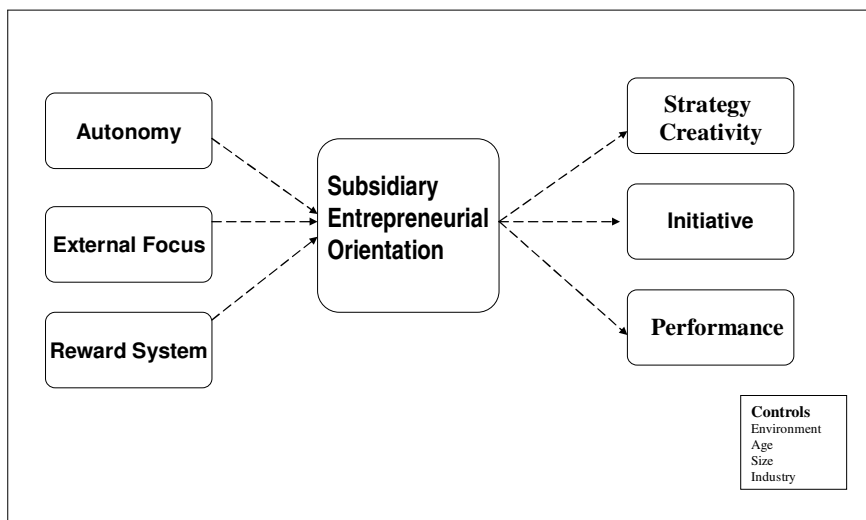 Autonomy
External Focus
Reward System
Subsidiary
Entrepreneurial
Orientation
Strategy
Creativity
Initiative
Performance
Controls
Environment
Age
Size
Industry